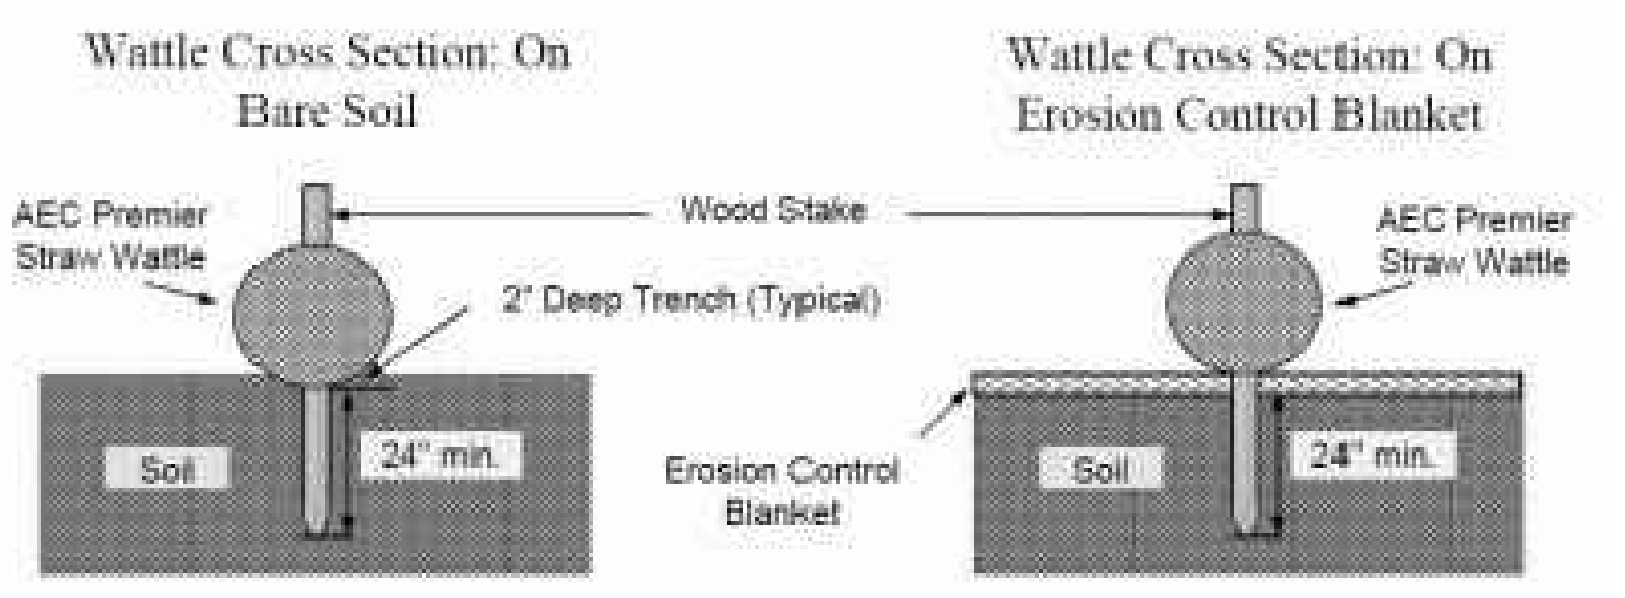 Wattle Cross Section: On
Bare Soil
Wattle Cross Section: On
Erosion Control Blanket
AEC Premier
Straw Wattle
Wood Stake
AEC Premier
Straw Wattle
2" Deep Trench (Typical)
Soil
24" min.
Erosion Control
Blanket
Soil
24" min.